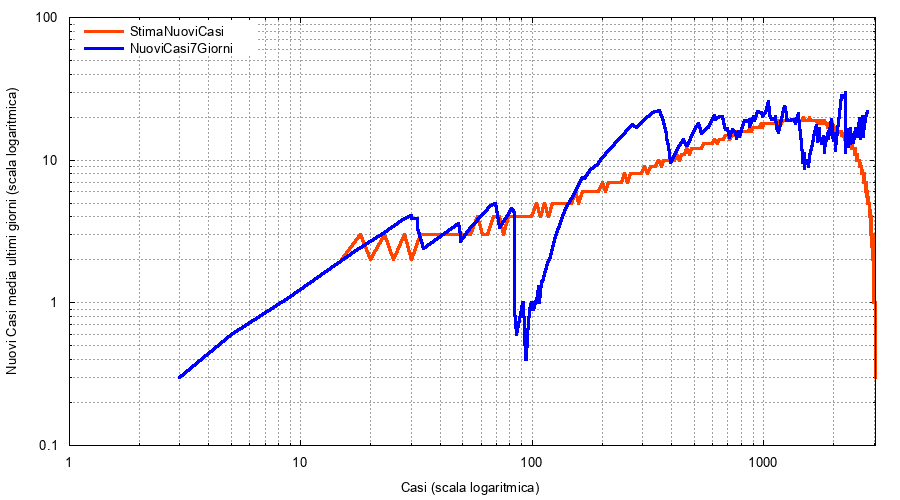 100
10
1
0.1
StimaNuoviCasi
NuoviCasi7Giorni
Nuovi Casi media ultimi giorni (scala logaritmica)
1 10 100 1000
Casi (scala logaritmica)